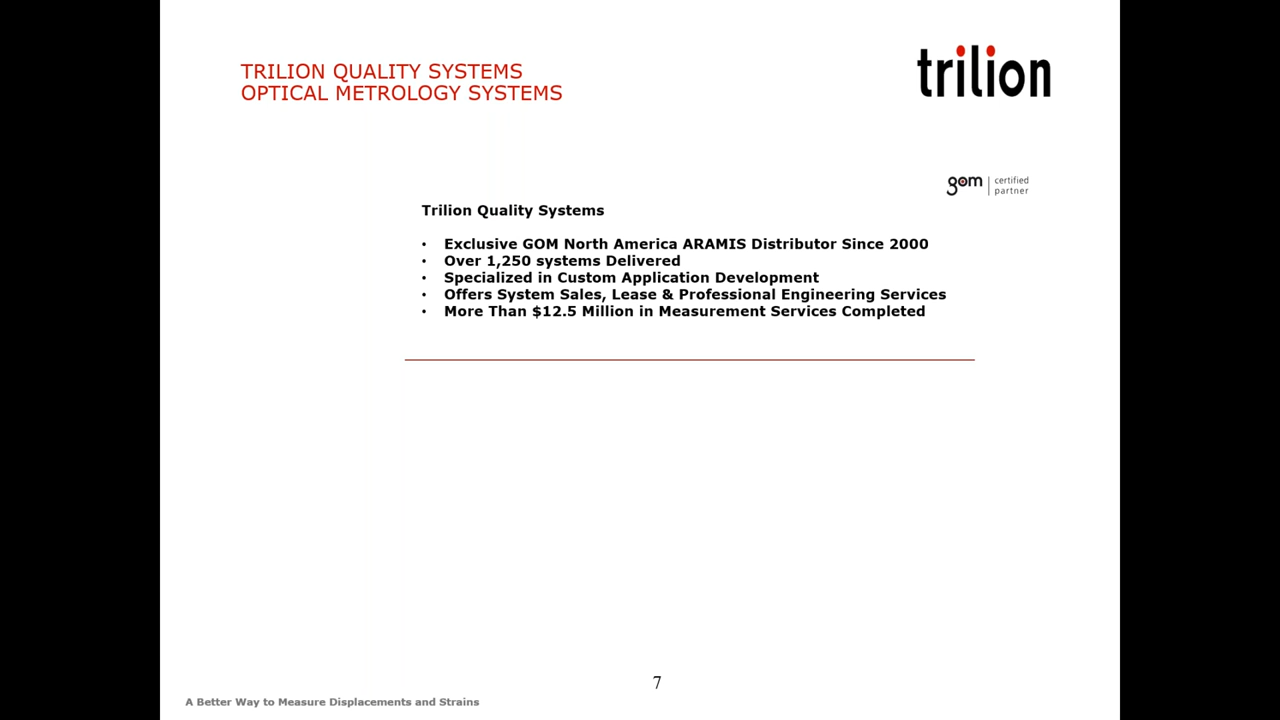 TRILION QUALITY SYSTEMS
OPTICAL METROLOGY SYSTEMS
trilion
gom certified
partner
Trilion Quality Systems
• Exclusive GOM North America ARAMIS Distributor Since 2000
• Over 1,250 systems Delivered
• Specialized in Custom Application Development
• Offers System Sales, Lease & Professional Engineering Services
• More Than $12.5 Million in Measurement Services Completed
7
A Better Way to Measure Displacements and Strains